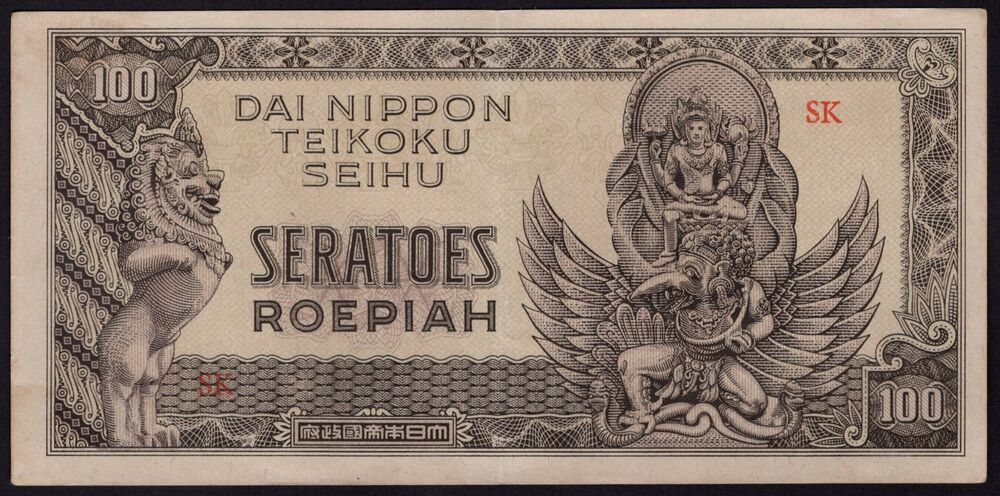 100
DAI NIPPON
TEIKOKU
SEIHU
SK
SERATOES
ROEPIAH
SK
府政國帝本日大
100